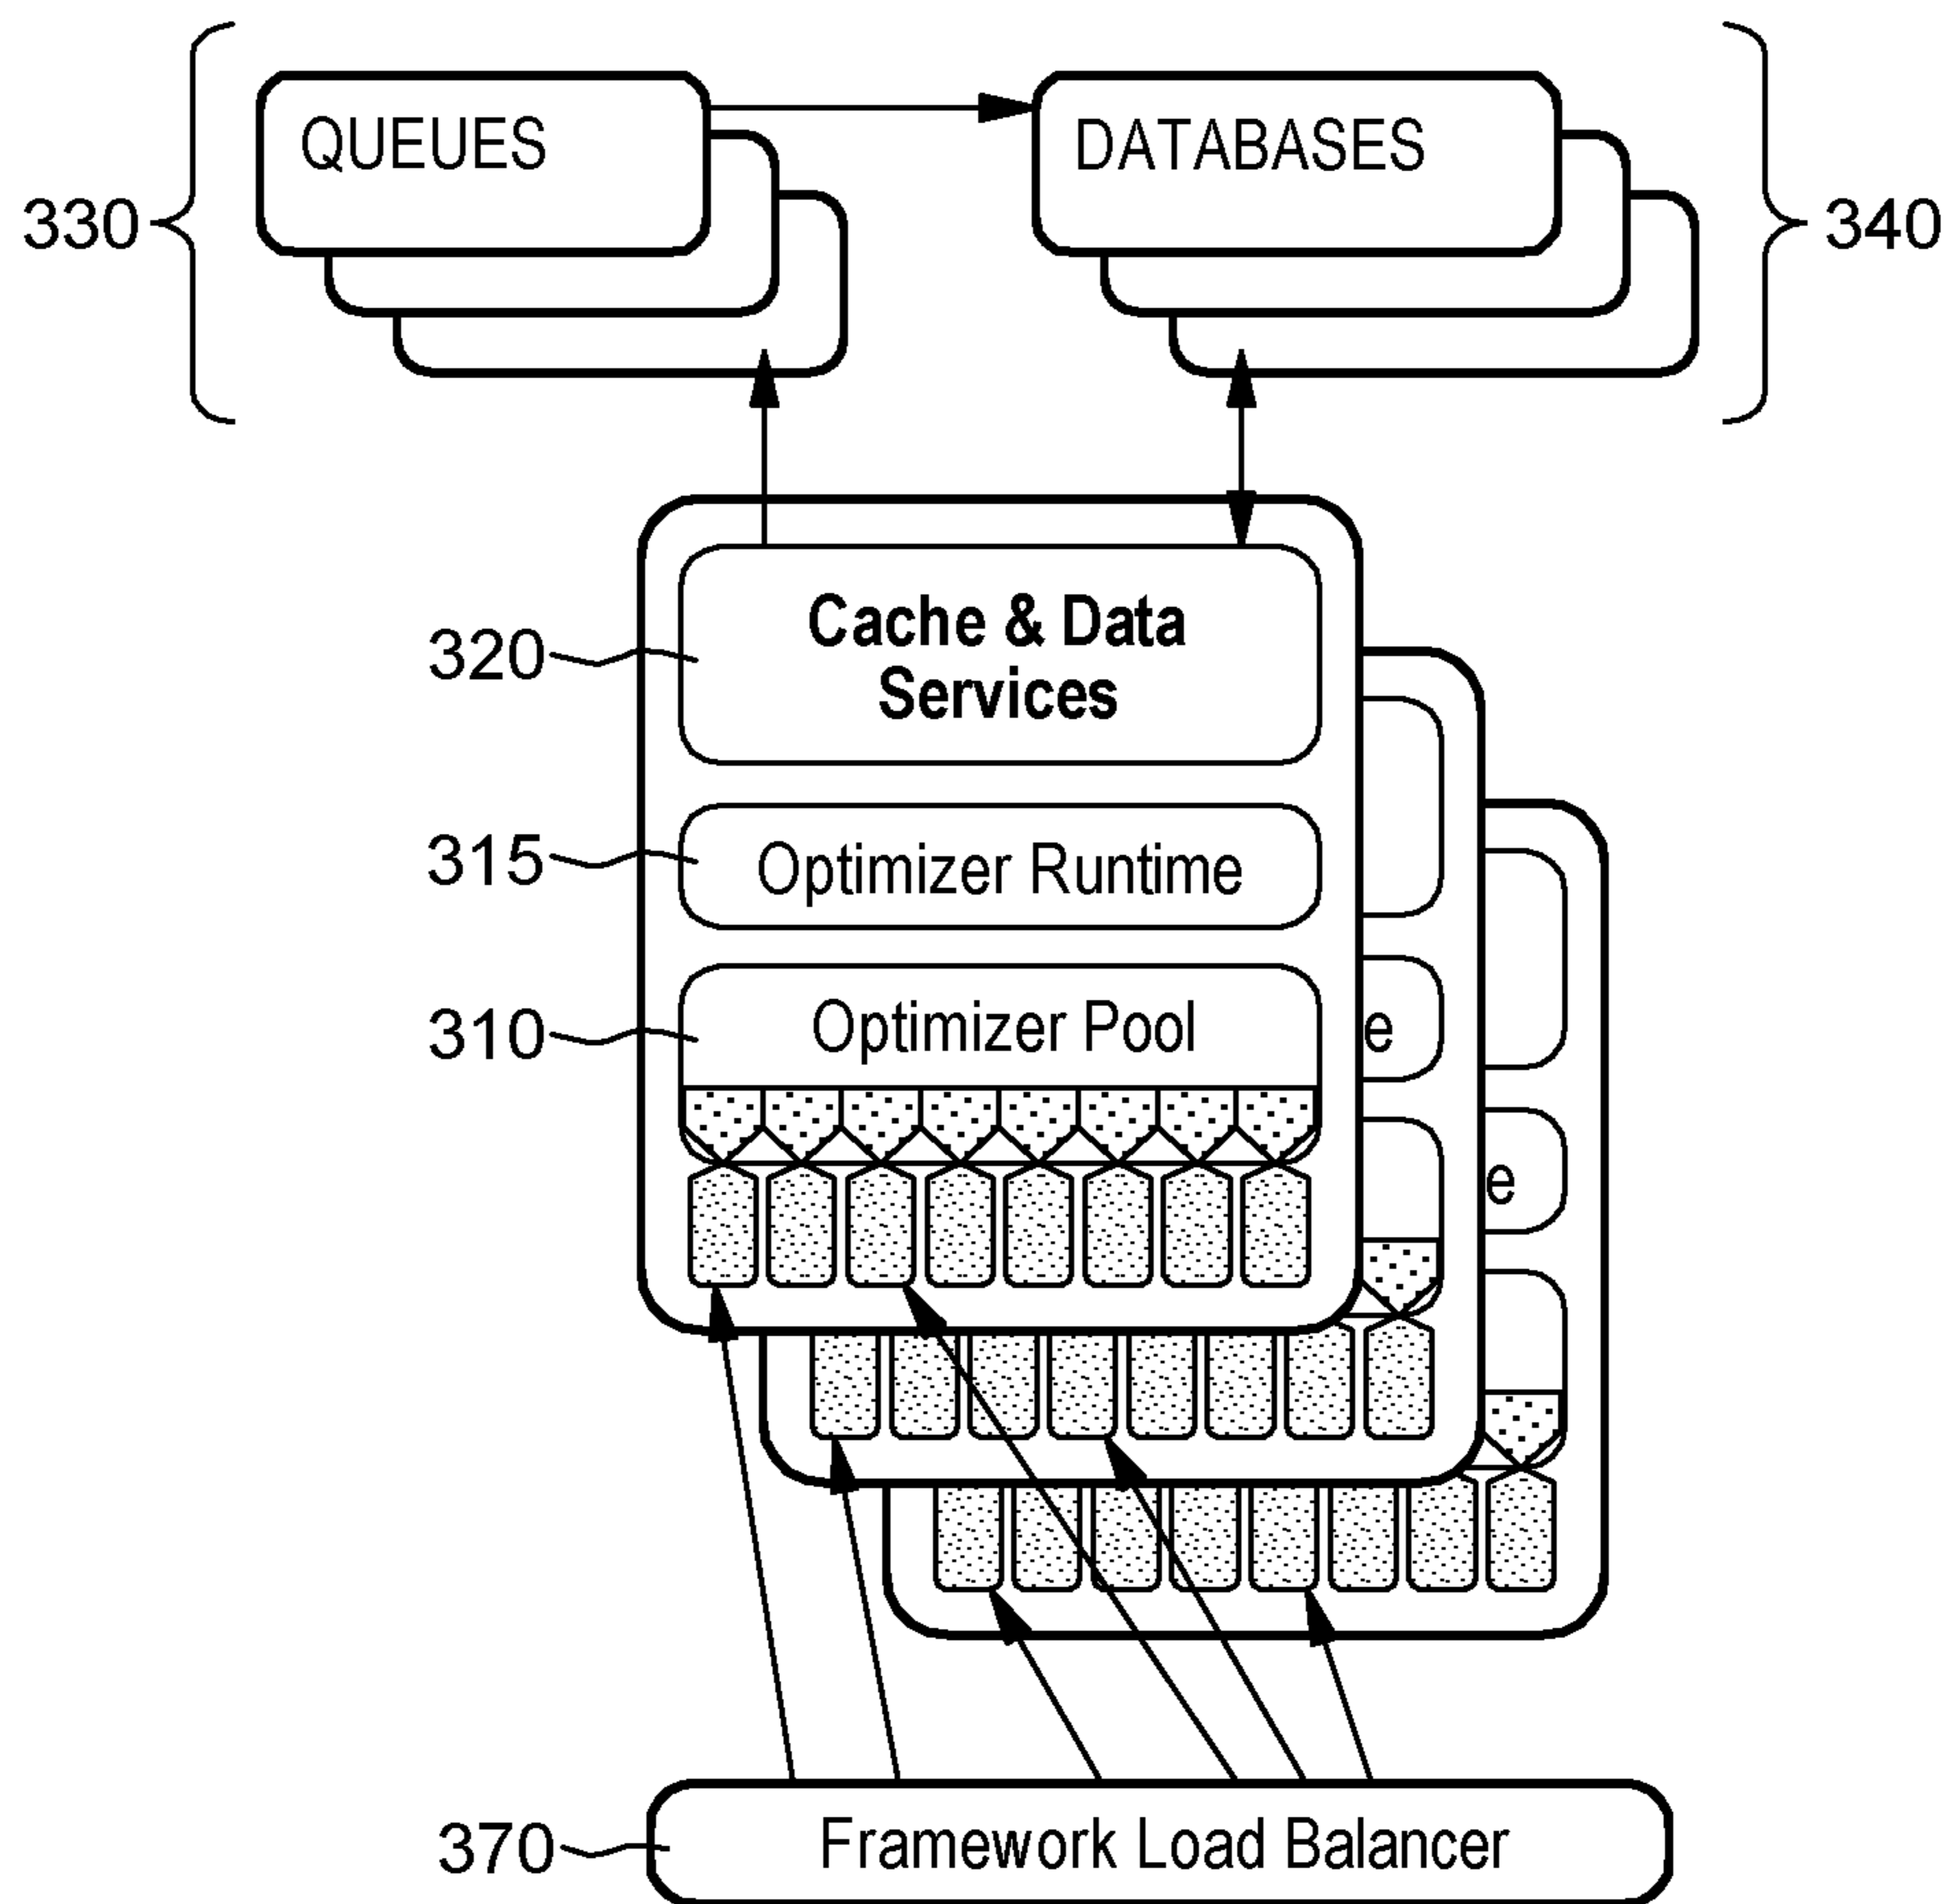 QUEUES
DATABASES
330
340
320
Cache & Data
Services
315
Optimizer Runtime
310
Optimizer Pool
e
e
370
Framework Load Balancer